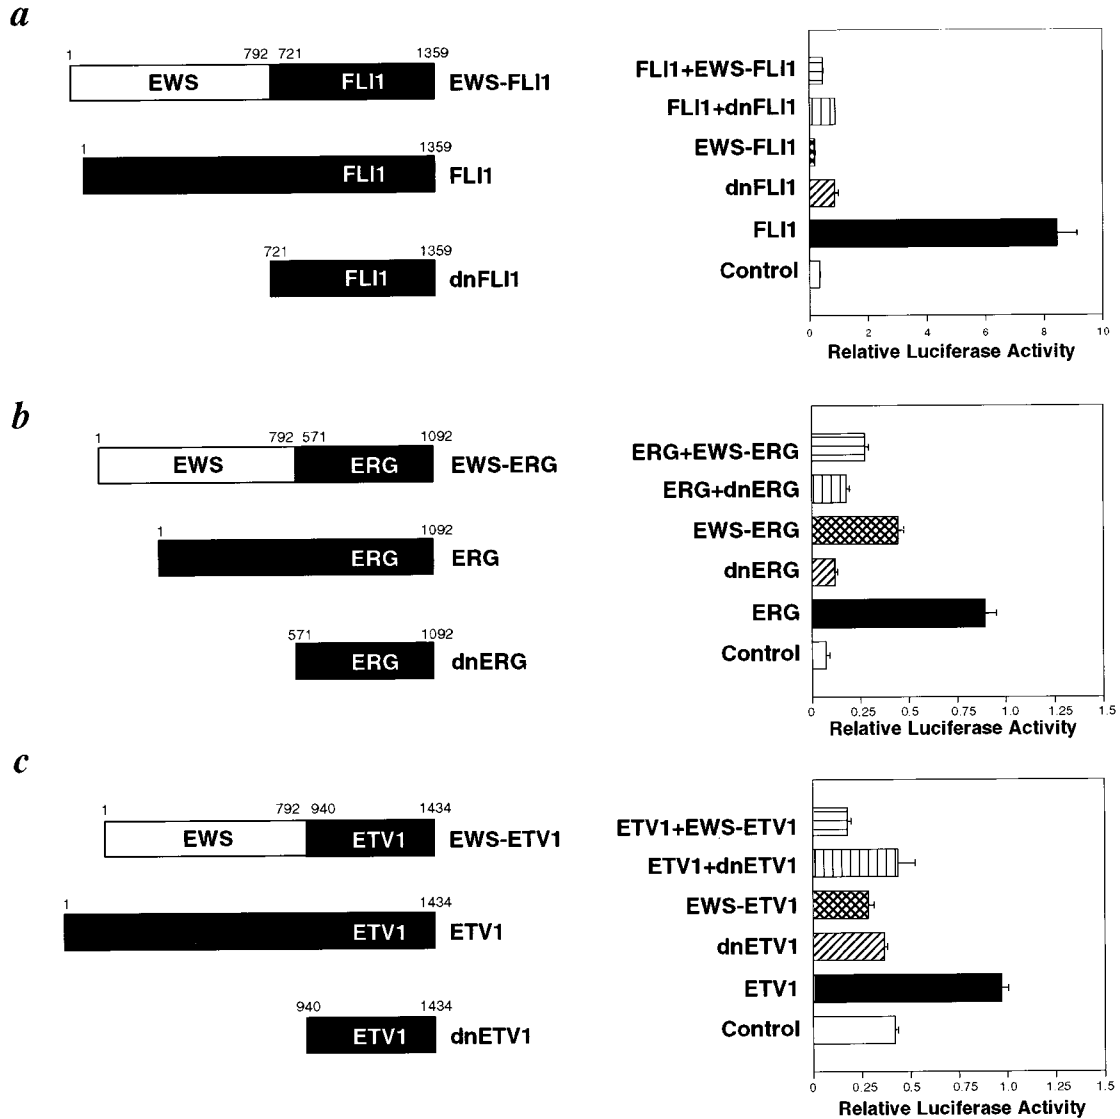 a
1 792 721 1359
EWS FLI1 EWS-FLI1
1 1359
FLI1 FLI1
721 1359
FLI1 dnFLI1
FLI1+EWS-FLI1
FLI1+dnFLI1
EWS-FLI1
dnFLI1
FLI1
Control
0 2 4 6 8 10
Relative Luciferase Activity
b
1 792 571 1092
EWS ERG EWS-ERG
1 1092
ERG ERG
571 1092
ERG dnERG
ERG+EWS-ERG
ERG+dnERG
EWS-ERG
dnERG
ERG
Control
0 0.25 0.5 0.75 1.0 1.25 1.5
Relative Luciferase Activity
c
1 792 940 1434
EWS ETV1 EWS-ETV1
1 1434
ETV1 ETV1
940 1434
ETV1 dnETV1
ETV1+EWS-ETV1
ETV1+dnETV1
EWS-ETV1
dnETV1
ETV1
Control
0 0.25 0.5 0.75 1.0 1.25 1.5
Relative Luciferase Activity